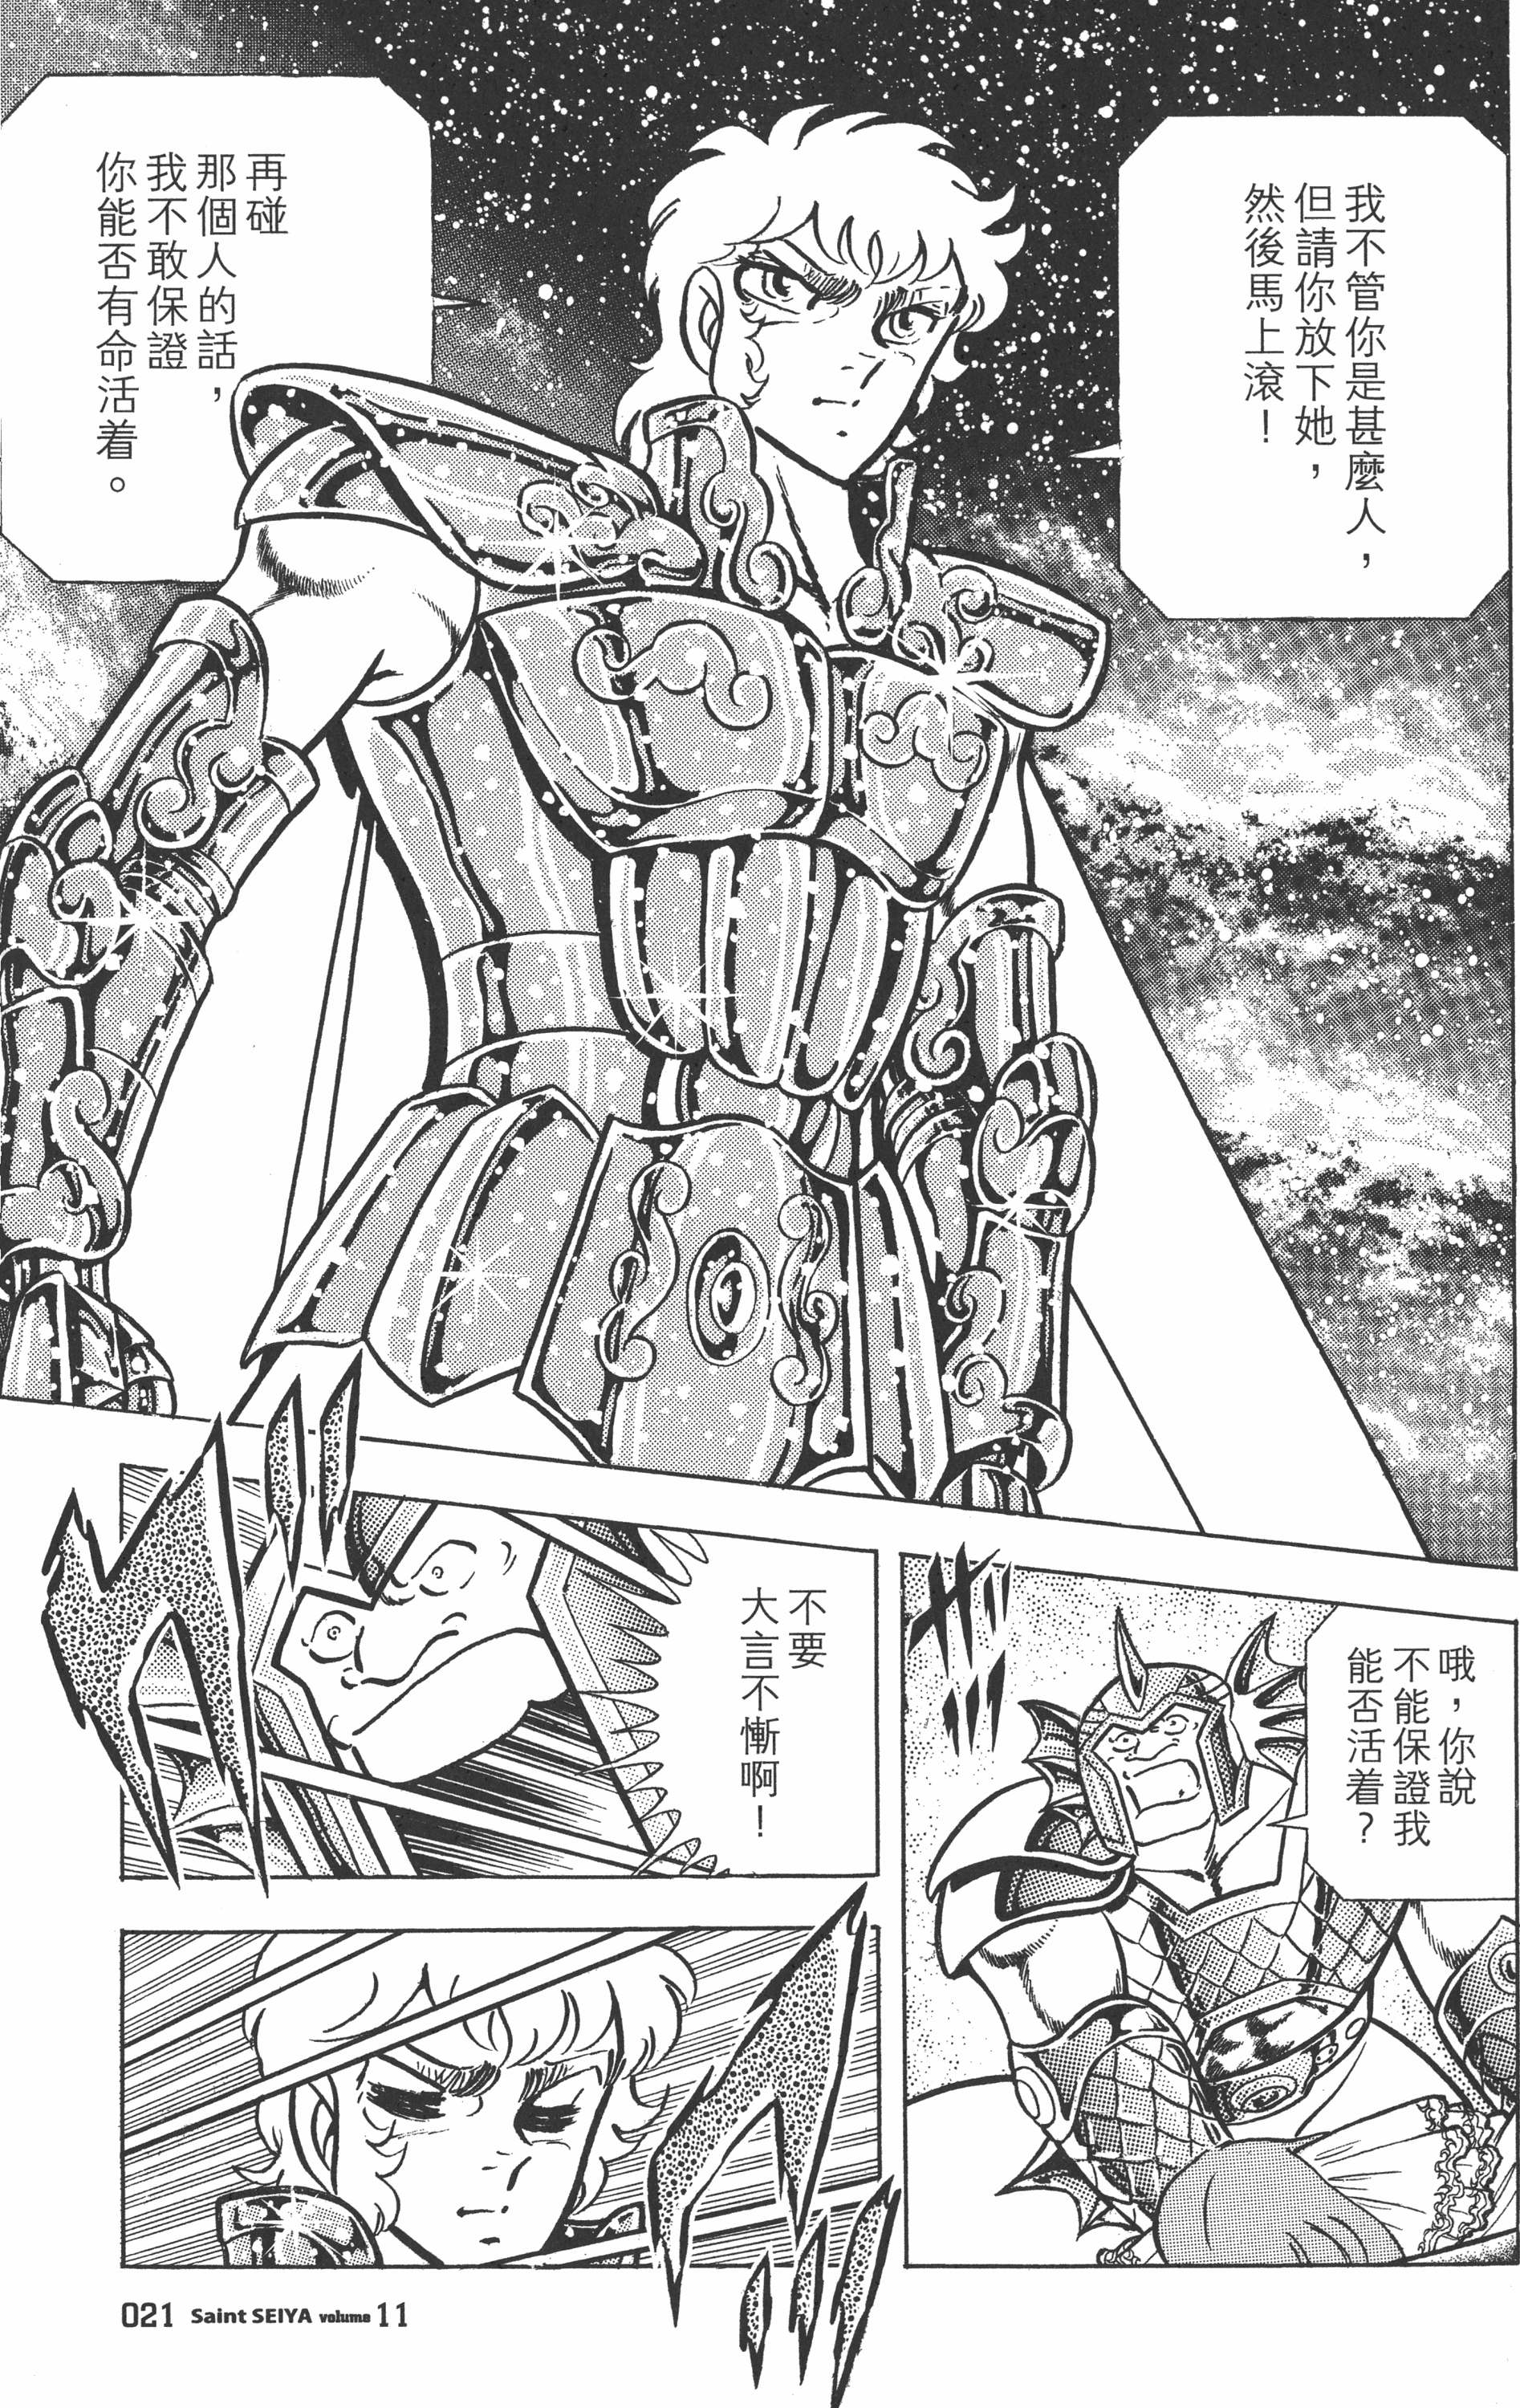 我不管你是甚麼人，
但請你放下她，
然後馬上滾！
再碰
那個人的話，
我不敢保證
你能否有命活着。
哦，你說
不能保證我
能否活着？
不要
大言不慚啊！
021 Saint SEIYA volume 11